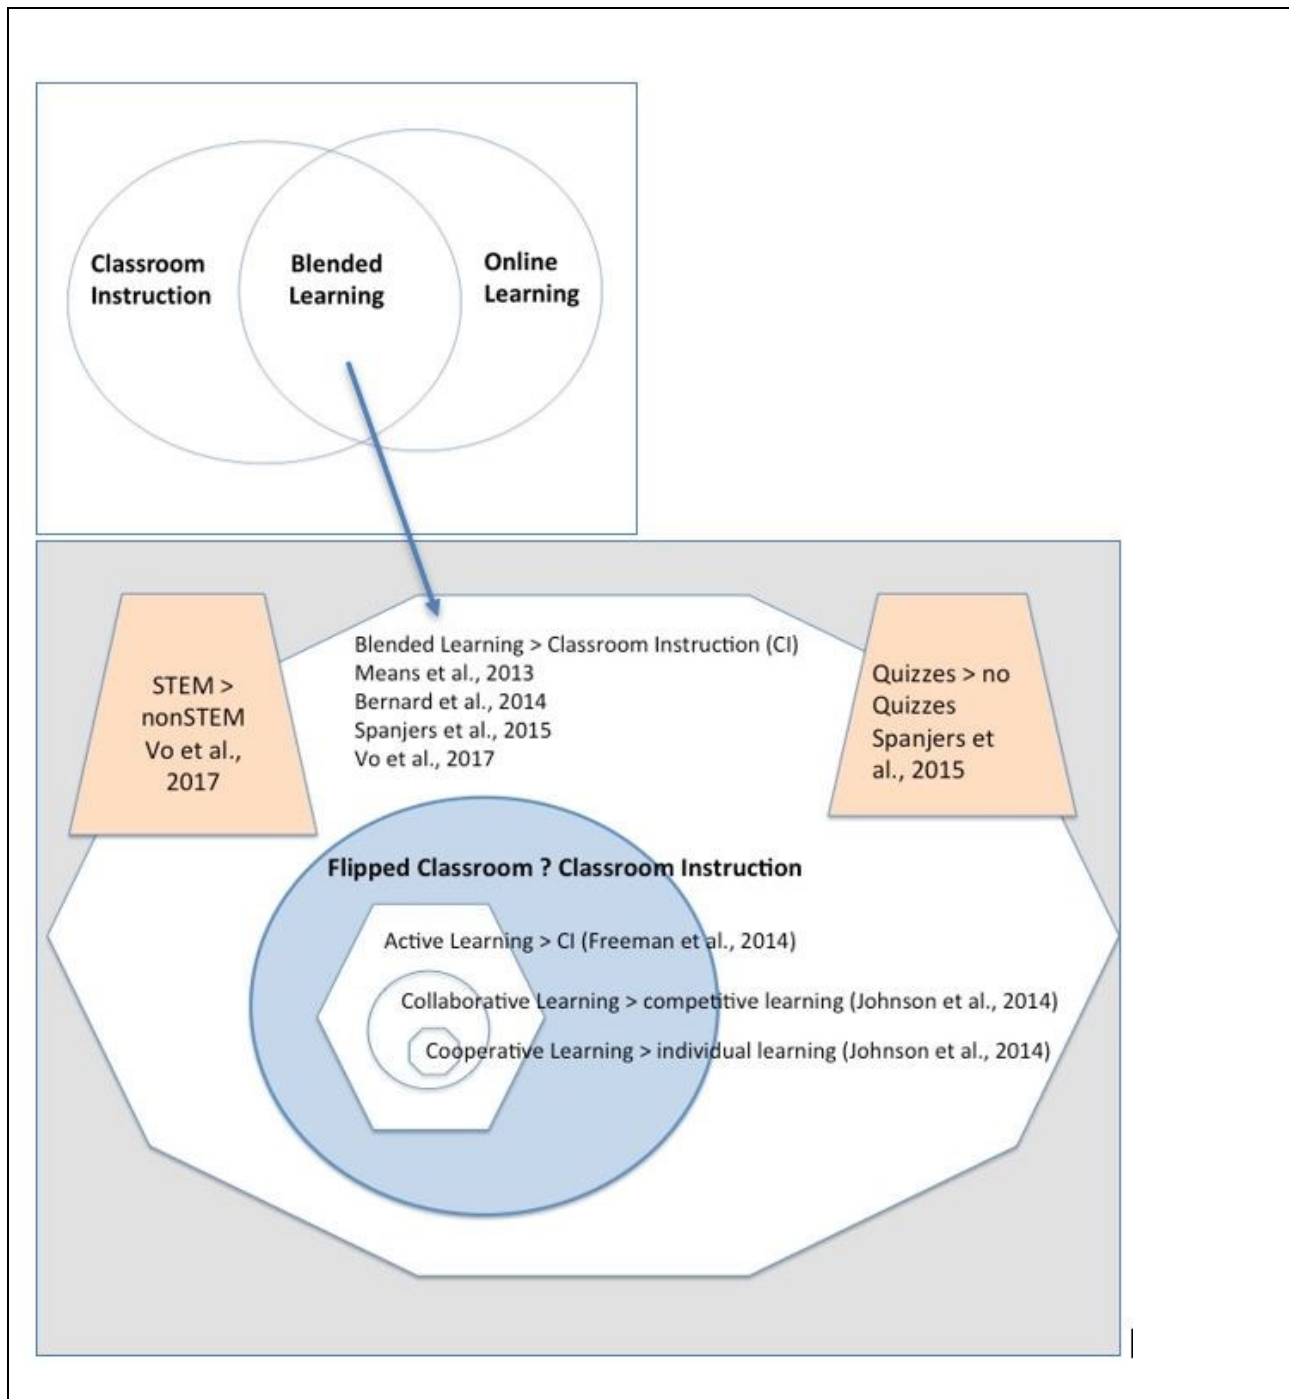 Classroom
Instruction
Blended
Learning
Online
Learning
Blended Learning > Classroom Instruction (CI)
Means et al., 2013
Bernard et al., 2014
Spanjers et al., 2015
Vo et al., 2017
STEM >
nonSTEM
Vo et al.,
2017
Quizzes > no
Quizzes
Spanjers et
al., 2015
Flipped Classroom ? Classroom Instruction
Active Learning > CI (Freeman et al., 2014)
Collaborative Learning > competitive learning (Johnson et al., 2014)
Cooperative Learning > individual learning (Johnson et al., 2014)